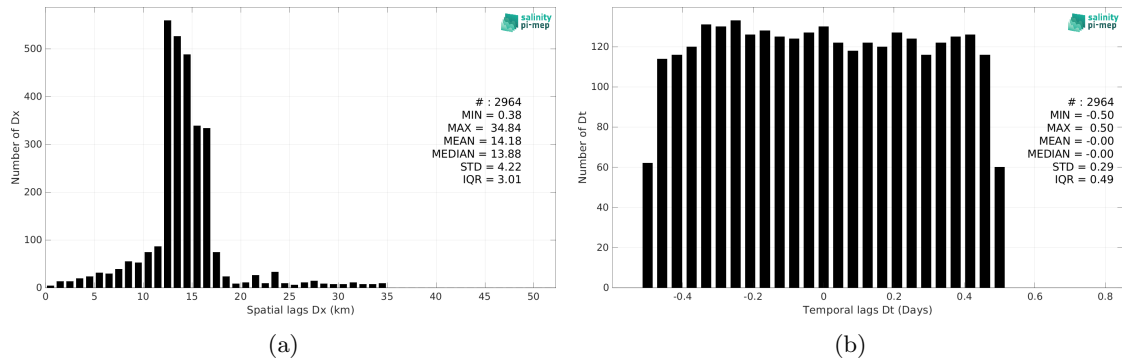 salinity
pi-mep
500
400
300
200
100
0
Number of Dx
# : 2964
MIN = 0.38
MAX = 34.84
MEAN = 14.18
MEDIAN = 13.88
STD = 4.22
IQR = 3.01
0 5 10 15 20 25 30 35 40 45 50
Spatial lags Dx (km)
(a)
salinity
pi-mep
120
100
80
60
40
20
0
Number of Dt
# : 2964
MIN = -0.50
MAX = 0.50
MEAN = -0.00
MEDIAN = -0.00
STD = 0.29
IQR = 0.49
-0.4 -0.2 0 0.2 0.4 0.6 0.8
Temporal lags Dt (Days)
(b)